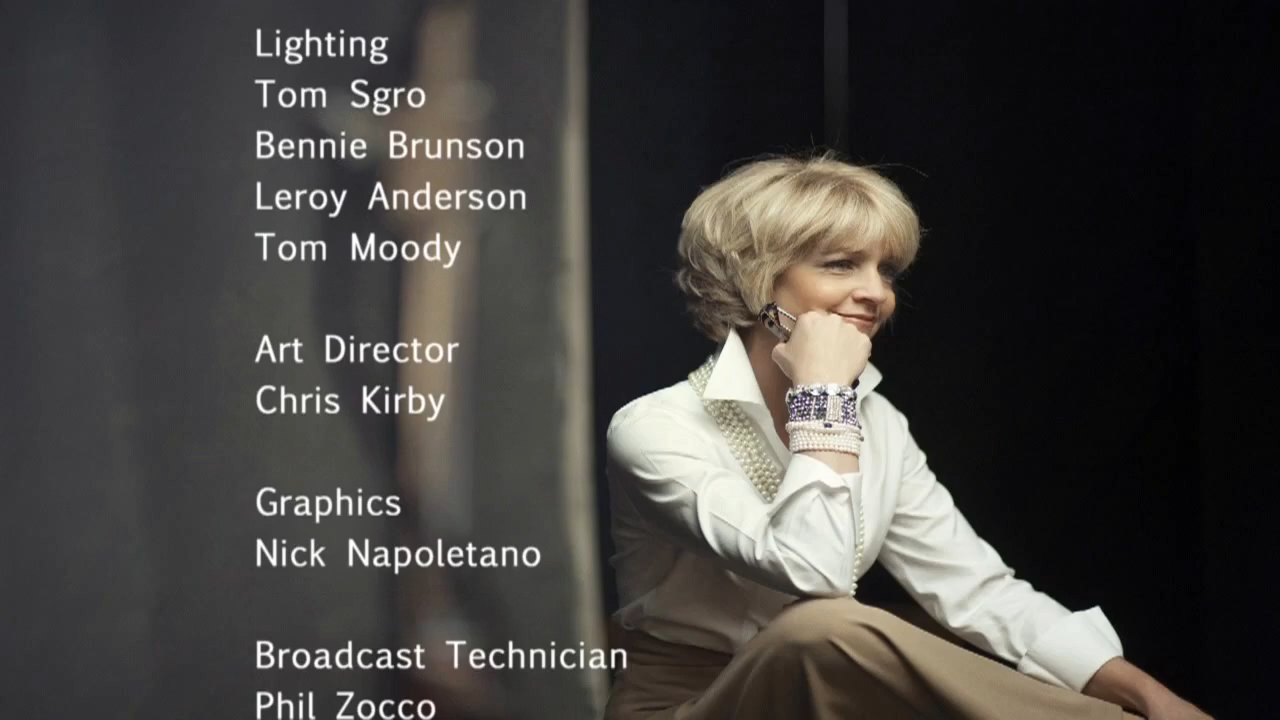 Lighting
Tom Sgro
Bennie Brunson
Leroy Anderson
Tom Moody
Art Director
Chris Kirby
Graphics
Nick Napoletano
Broadcast Technician
Phil Zocco